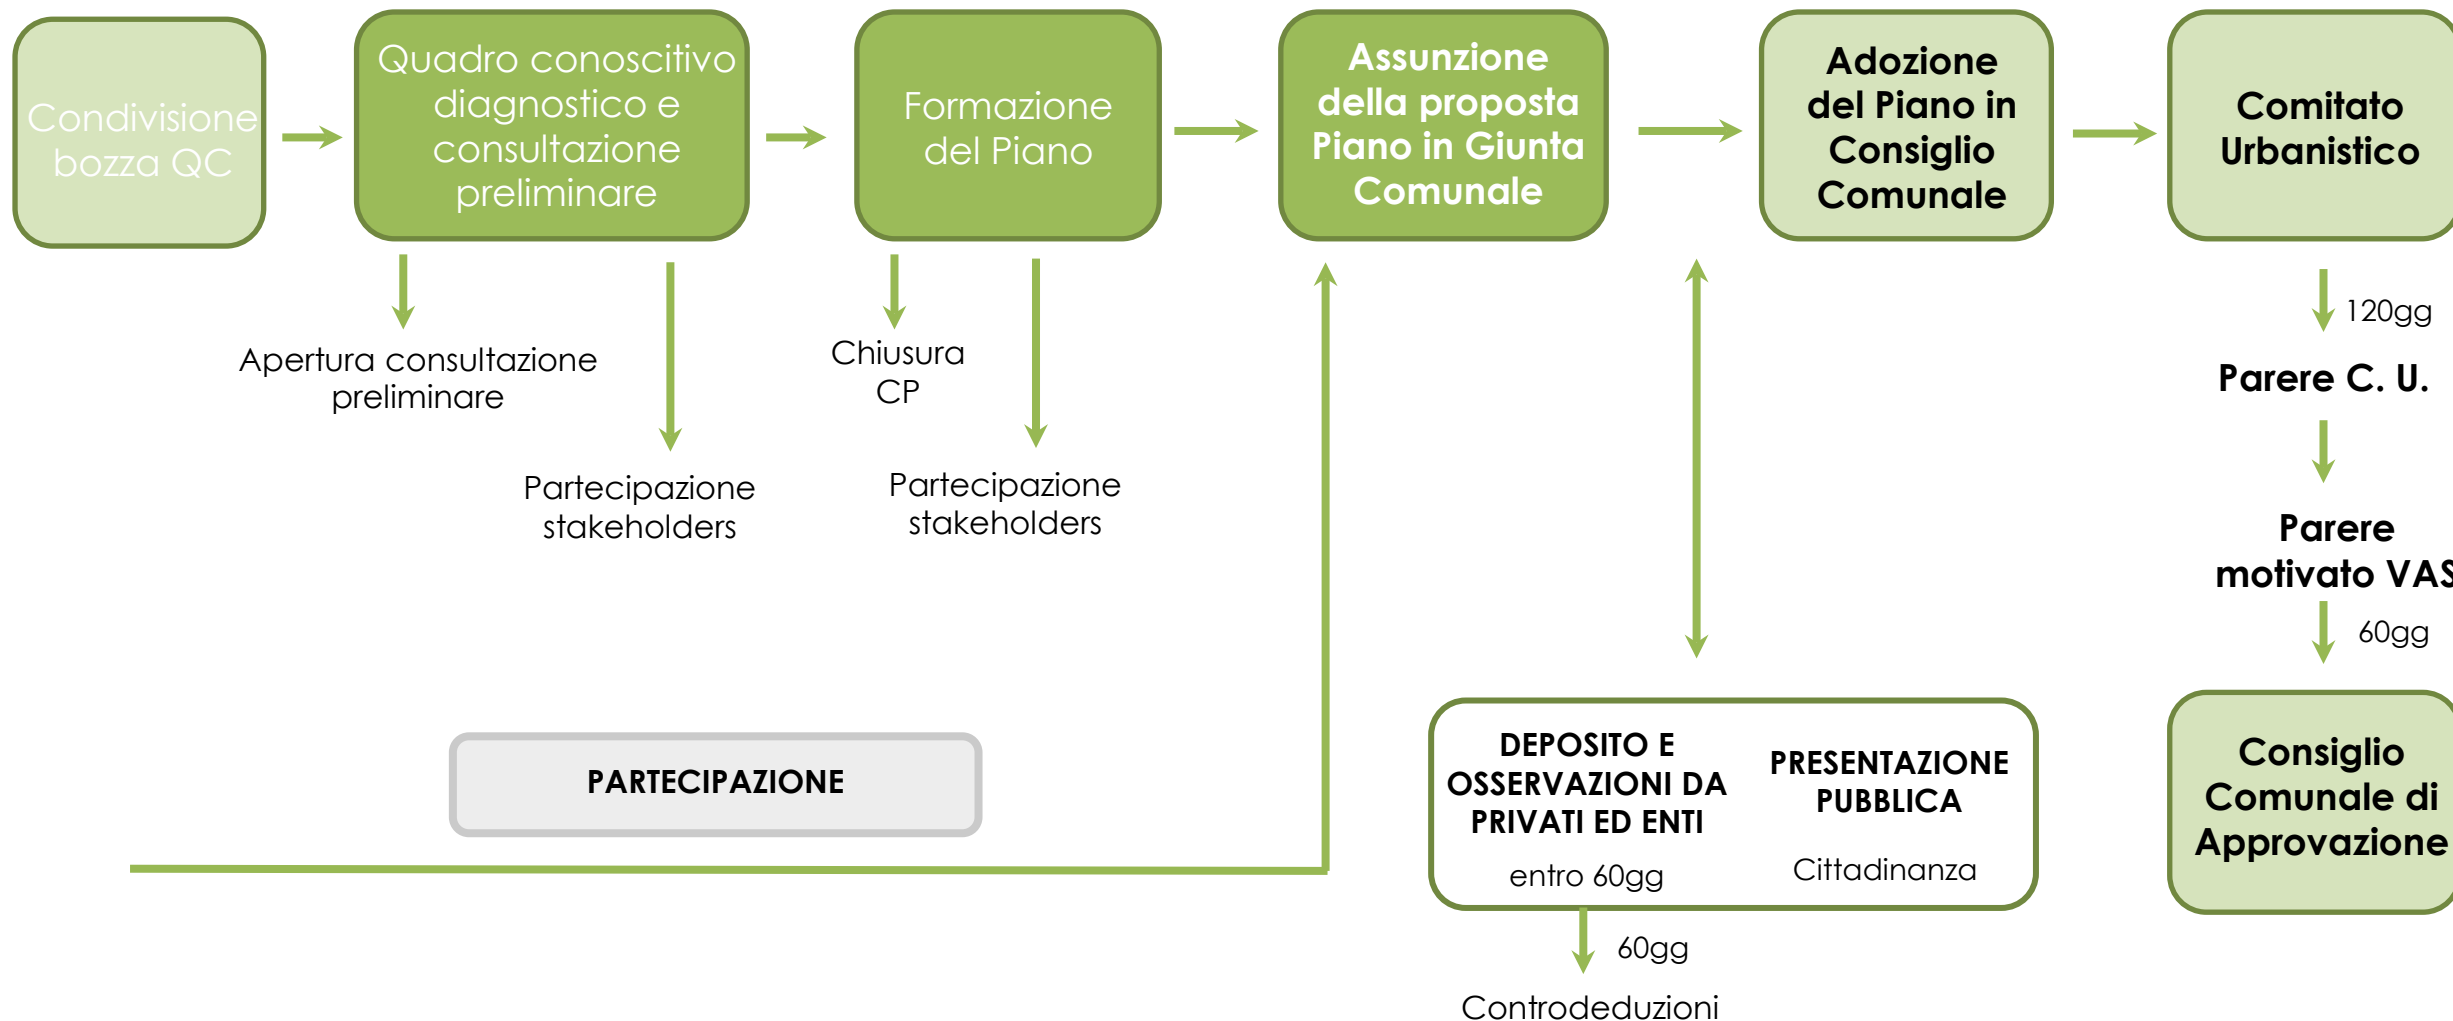 Condivisione
bozza QC
Quadro conoscitivo
diagnostico e
consultazione
preliminare
Formazione
del Piano
Assunzione
della proposta
Piano in Giunta
Comunale
Adozione
del Piano in
Consiglio
Comunale
Comitato
Urbanistico
Apertura consultazione
preliminare
Partecipazione
stakeholders
Chiusura
CP
Partecipazione
stakeholders
120gg
Parere C. U.
Parere
motivato VAS
60gg
PARTECIPAZIONE
DEPOSITO E
OSSERVAZIONI DA
PRIVATI ED ENTI
entro 60gg
PRESENTAZIONE
PUBBLICA
Cittadinanza
Consiglio
Comunale di
Approvazione
60gg
Controdeduzioni